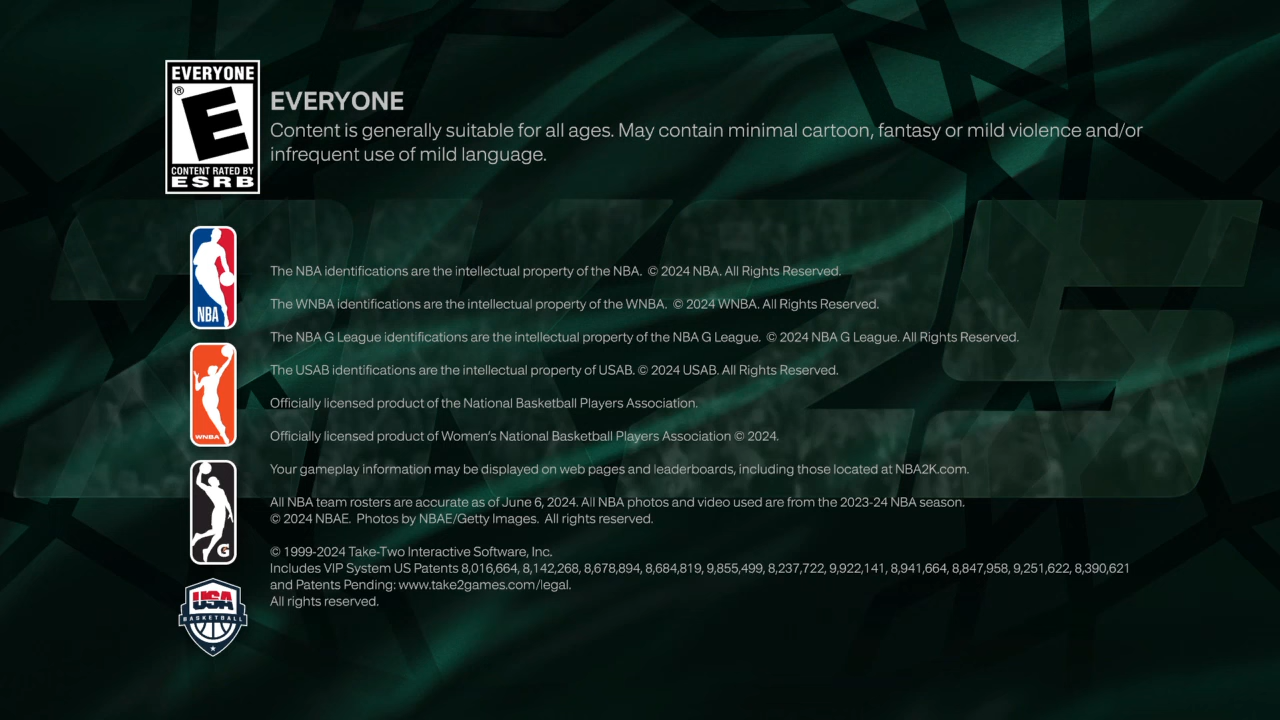 EVERYONE
®
E
CONTENT RATED BY
ESRB
EVERYONE
Content is generally suitable for all ages. May contain minimal cartoon, fantasy or mild violence and/or
infrequent use of mild language.
2K25
NBA
The NBA identifications are the intellectual property of the NBA. © 2024 NBA. All Rights Reserved.
The WNBA identifications are the intellectual property of the WNBA. © 2024 WNBA. All Rights Reserved.
The NBA G League identifications are the intellectual property of the NBA G League. © 2024 NBA G League. All Rights Reserved.
WNBA
The USAB identifications are the intellectual property of USAB. © 2024 USAB. All Rights Reserved.
Officially licensed product of the National Basketball Players Association.
Officially licensed product of Women's National Basketball Players Association © 2024.
Your gameplay information may be displayed on web pages and leaderboards, including those located at NBA2K.com.
G
All NBA team rosters are accurate as of June 6, 2024. All NBA photos and video used are from the 2023-24 NBA season.
© 2024 NBAE. Photos by NBAE/Getty Images. All rights reserved.
© 1999-2024 Take-Two Interactive Software, Inc.
Includes VIP System US Patents 8,016,664, 8,142,268, 8,678,894, 8,684,819, 9,855,499, 8,237,722, 9,922,141, 8,941,664, 8,847,958, 9,251,622, 8,390,621
and Patents Pending: www.take2games.com/legal.
All rights reserved.
USA
BASKETBALL